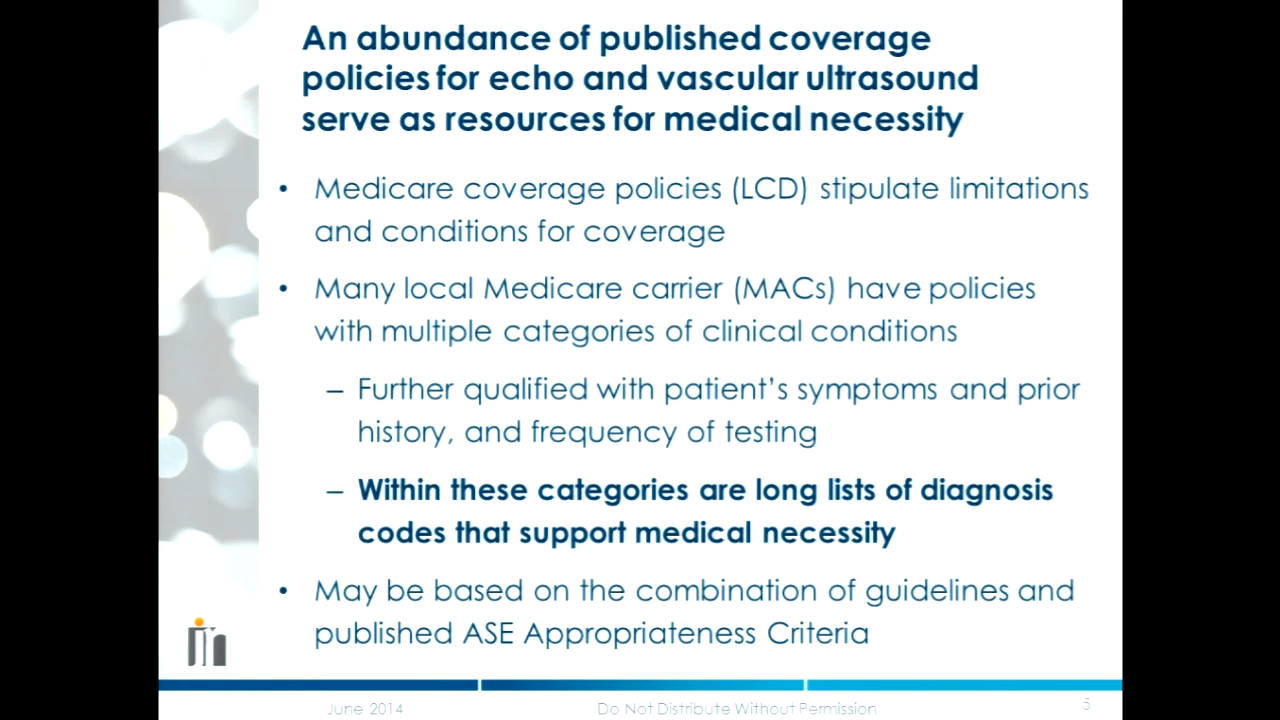 An abundance of published coverage
policies for echo and vascular ultrasound
serve as resources for medical necessity
• Medicare coverage policies (LCD) stipulate limitations
and conditions for coverage
• Many local Medicare carrier (MACs) have policies
with multiple categories of clinical conditions
– Further qualified with patient’s symptoms and prior
history, and frequency of testing
– Within these categories are long lists of diagnosis
codes that support medical necessity
• May be based on the combination of guidelines and
published ASE Appropriateness Criteria
June 2014
Do Not Distribute Without Permission
5